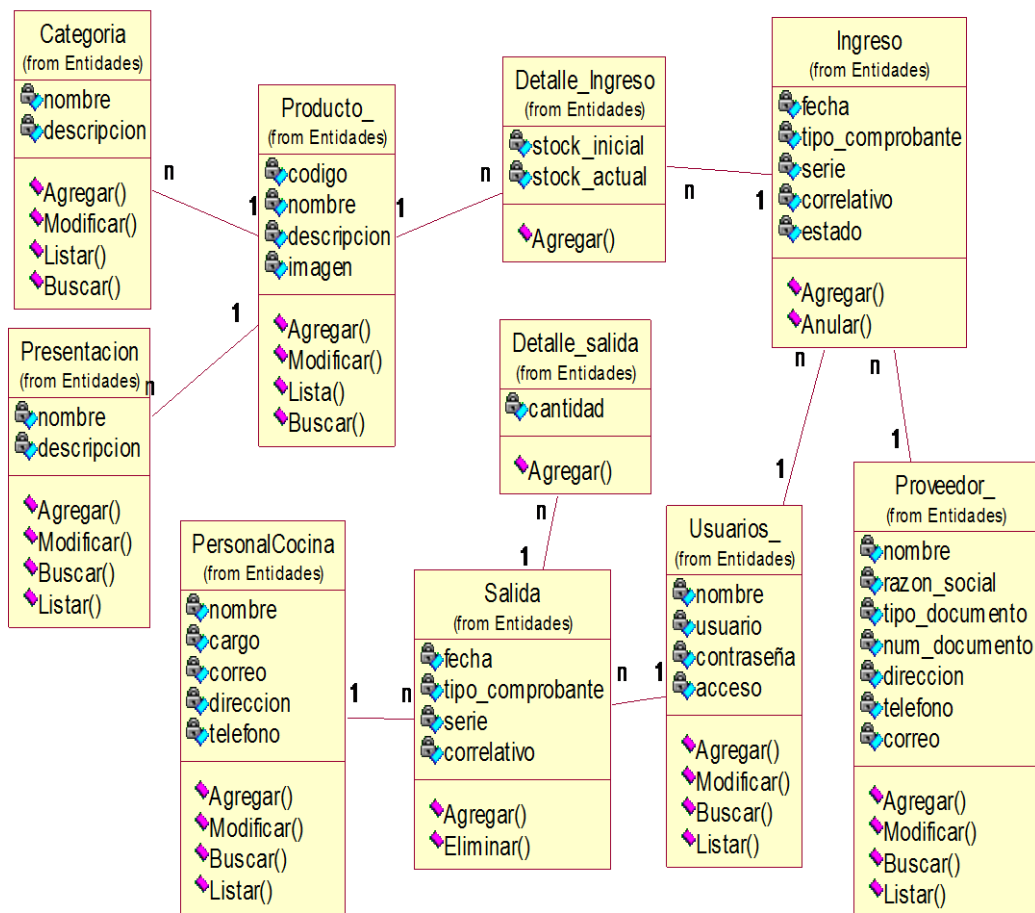 Categoria
(from Entidades)
nombre
descripcion
Agregar()
Modificar()
Listar()
Buscar()
n
1
Producto_
(from Entidades)
codigo
nombre
descripcion
imagen
Agregar()
Modificar()
Lista()
Buscar()
1
n
Detalle_Ingreso
(from Entidades)
stock_inicial
stock_actual
Agregar()
n
1
Ingreso
(from Entidades)
fecha
tipo_comprobante
serie
correlativo
estado
Agregar()
Anular()
n
n
1
1
Presentacion
(from Entidades)
nombre
descripcion
Agregar()
Modificar()
Buscar()
Listar()
n
1
Detalle_salida
(from Entidades)
cantidad
Agregar()
n
1
PersonalCocina
(from Entidades)
nombre
cargo
correo
direccion
telefono
Agregar()
Modificar()
Buscar()
Listar()
1
n
Salida
(from Entidades)
fecha
tipo_comprobante
serie
correlativo
Agregar()
Eliminar()
n
1
Usuarios_
(from Entidades)
nombre
usuario
contraseña
acceso
Agregar()
Modificar()
Buscar()
Listar()
Proveedor_
(from Entidades)
nombre
razon_social
tipo_documento
num_documento
direccion
telefono
correo
Agregar()
Modificar()
Buscar()
Listar()